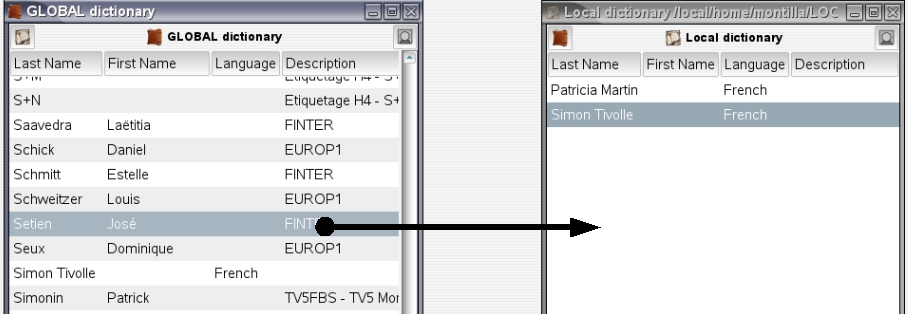 GLOBAL dictionary
GLOBAL dictionary
Last Name First Name Language Description
S+M Etiquetage H4 - S+
S+N Etiquetage H4 - S+
Saavedra Laëtitia FINTER
Schick Daniel EUROP1
Schmitt Estelle FINTER
Schweitzer Louis EUROP1
Setien José FINTER
Seux Dominique EUROP1
Simon Tivolle French
Simonin Patrick TV5FBS - TV5 Mor
Local dictionary /local/home/montilla/LOC
Local dictionary
Last Name First Name Language Description
Patricia Martin French
Simon Tivolle French